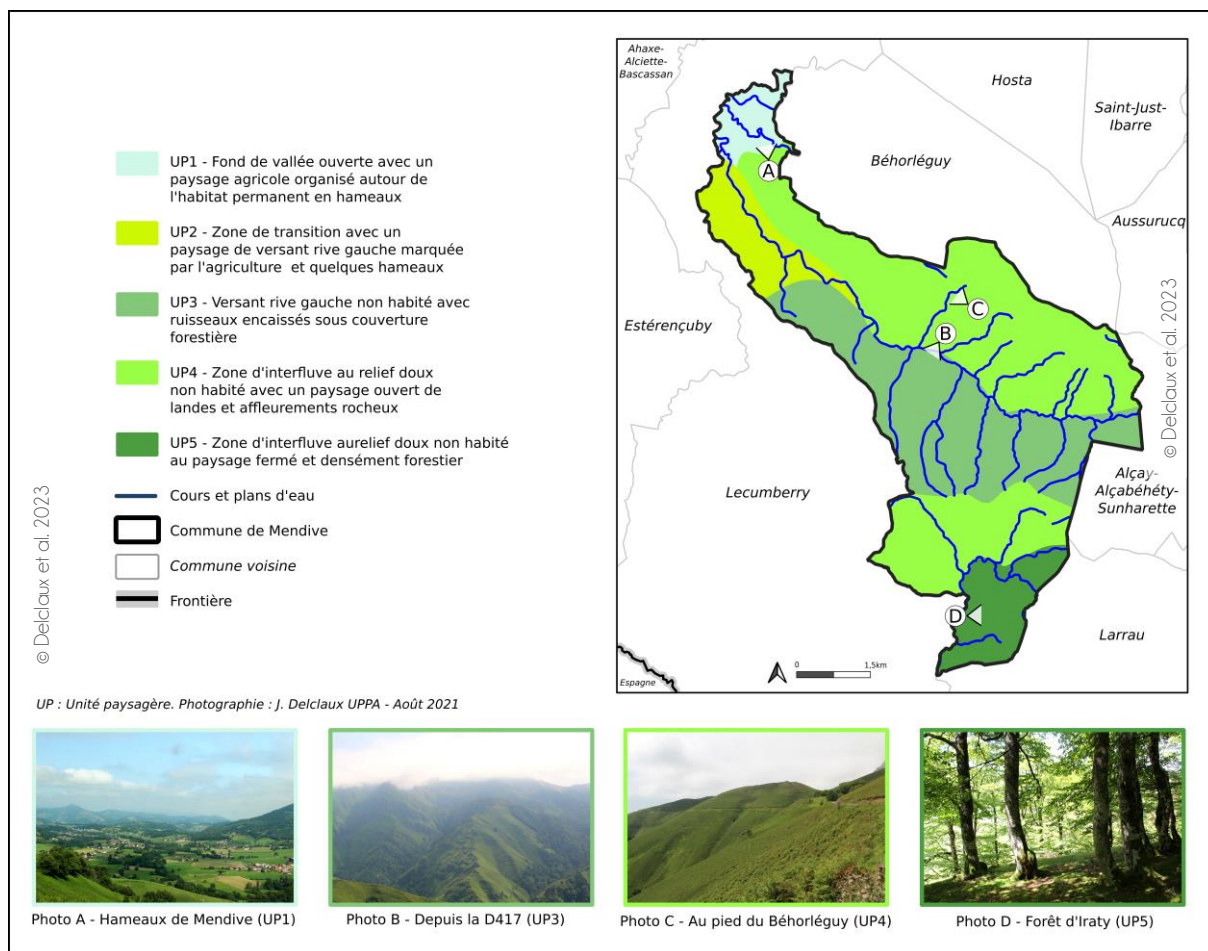 UP1 - Fond de vallée ouverte avec un
paysage agricole organisé autour de
l'habitat permanent en hameaux
UP2 - Zone de transition avec un
paysage de versant rive gauche marquée
par l'agriculture et quelques hameaux
UP3 - Versant rive gauche non habité avec
ruisseaux encaissés sous couverture
forestière
UP4 - Zone d'interfluve au relief doux
non habité avec un paysage ouvert de
landes et affleurements rocheux
UP5 - Zone d'interfluve aurelief doux non habité
au paysage fermé et densément forestier
Cours et plans d'eau
Commune de Mendive
Commune voisine
Frontière
© Delclaux et al. 2023
Ahaxe-
Alciette-
Bascassan
Hosta
Saint-Just-
Ibarre
Béhorléguy
A
Aussurucq
Estérençuby
C
B
© Delclaux et al. 2023
Lecumberry
Alçay-
Alçabéhéty-
Sunharette
D
Larrau
0
1,5km
Espagne
UP : Unité paysagère. Photographie : J. Delclaux UPPA - Août 2021
Photo A - Hameaux de Mendive (UP1)
Photo B - Depuis la D417 (UP3)
Photo C - Au pied du Béhorléguy (UP4)
Photo D - Forêt d'Iraty (UP5)